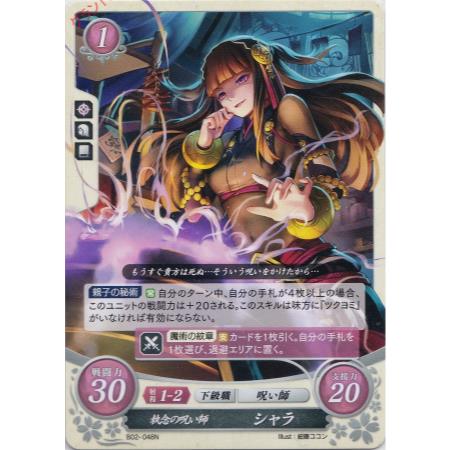 1
もうすぐ貴方は死ぬ…そういう呪いをかけたから…
親子の秘術 常 自分のターン中、自分の手札が4枚以上の場合、
このユニットの戦闘力は+20される。このスキルは味方に『ツクヨミ』
がいなければ有効にならない。
魔術の紋章 支 カードを1枚引く。自分の手札を
1枚選び、退避エリアに置く。
戦闘力 30
射程 1-2
下級職
呪い師
支援力 20
執念の呪い師 シャラ
B02-048N